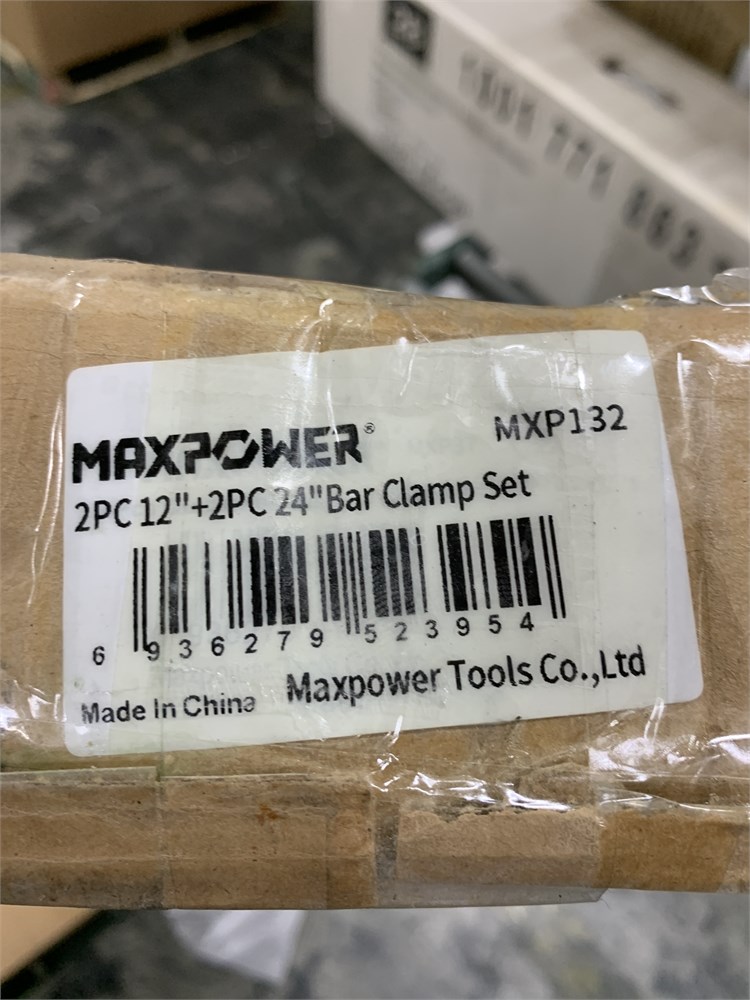 MAXPOWER® MXP132
2PC 12"+2PC 24"Bar Clamp Set
6 936279 523954
Made In China Maxpower Tools Co.,Ltd